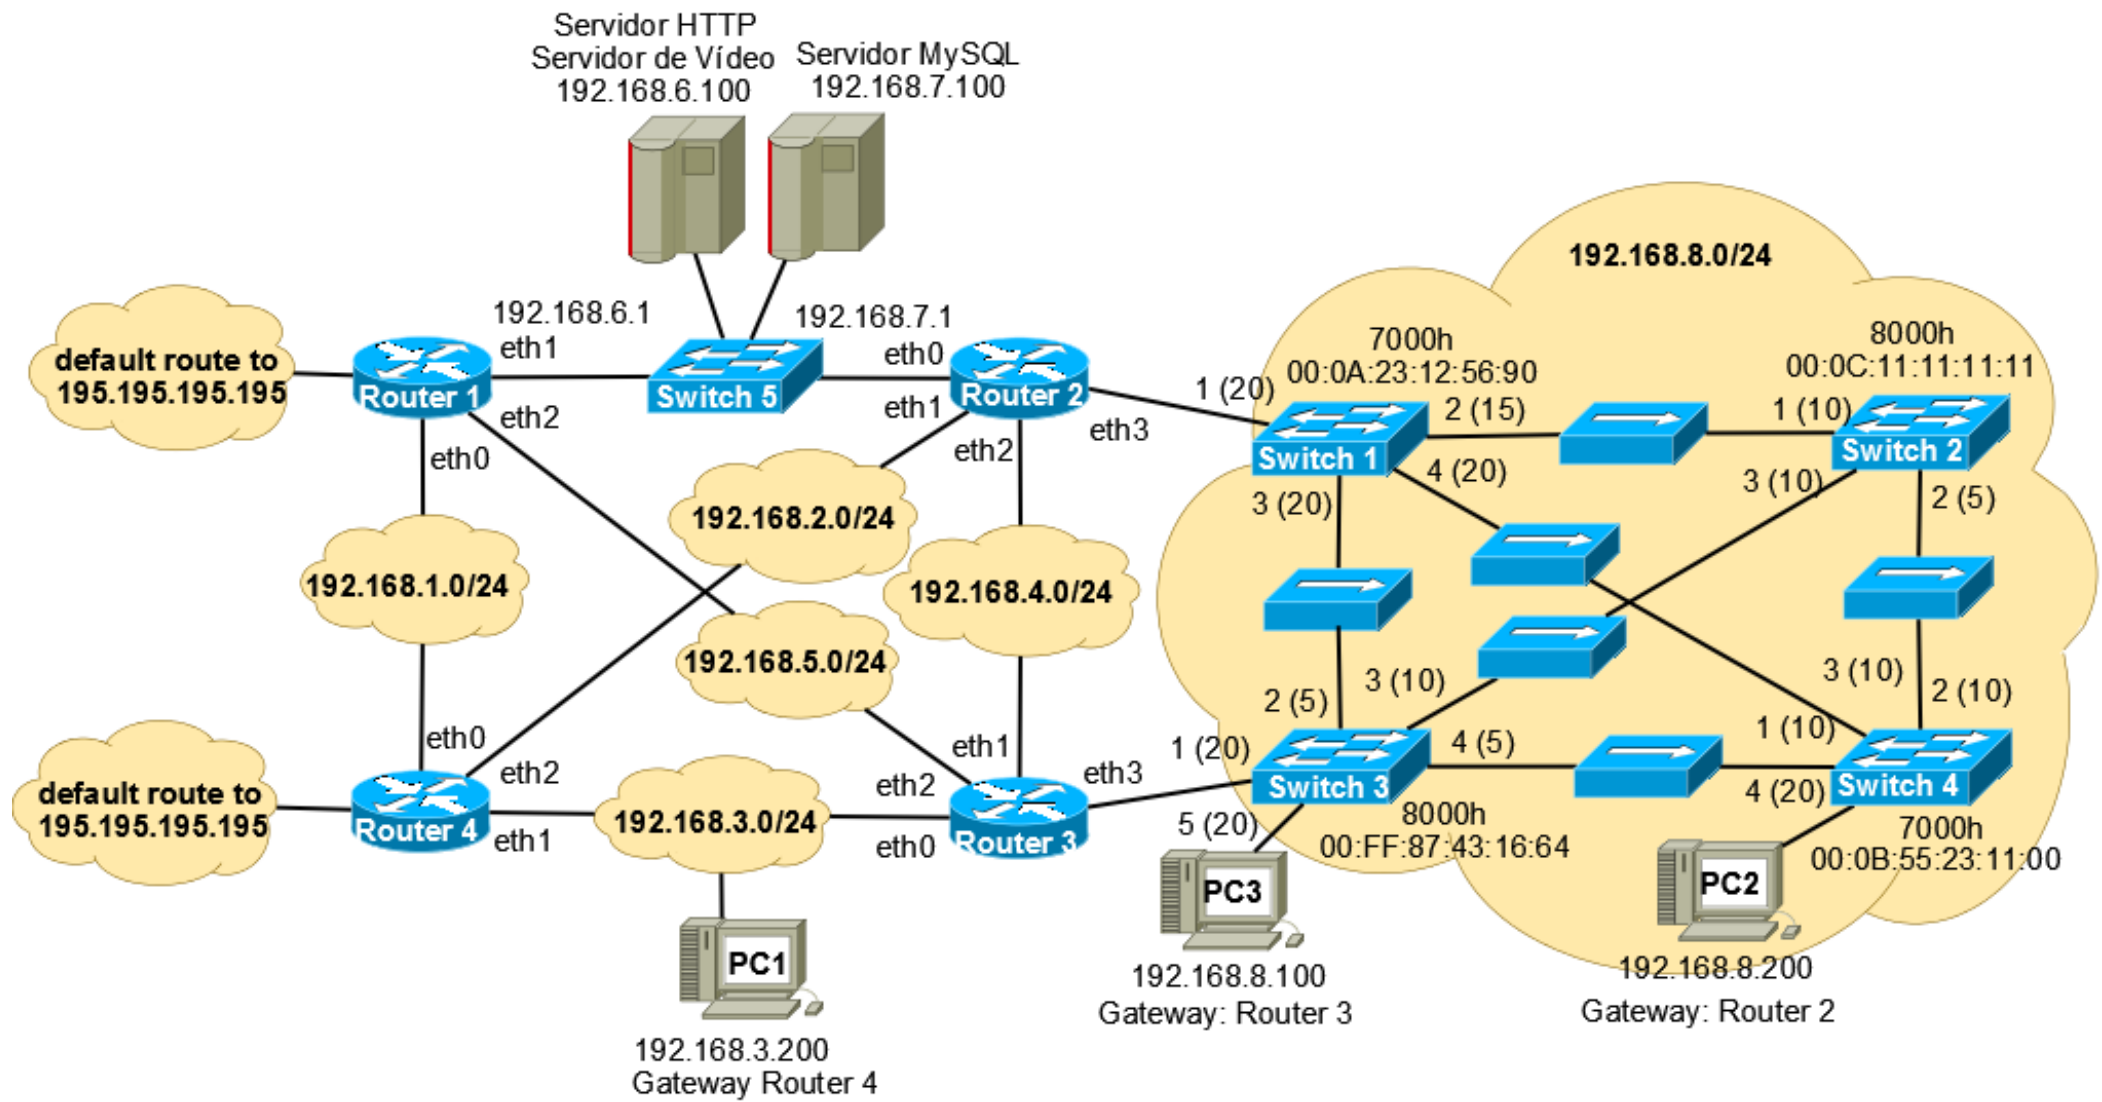 Servidor HTTP
Servidor de Vídeo
192.168.6.100
Servidor MySQL
192.168.7.100
192.168.8.0/24
default route to
195.195.195.195
Router 1
192.168.6.1
eth1
eth2
eth0
Switch 5
192.168.7.1
eth0
eth1
eth2
eth3
Router 2
7000h
00:0A:23:12:56:90
1 (20)
2 (15)
3 (20)
4 (20)
Switch 1
8000h
00:0C:11:11:11:11
1 (10)
3 (10)
2 (5)
Switch 2
192.168.1.0/24
192.168.2.0/24
192.168.4.0/24
192.168.5.0/24
default route to
195.195.195.195
Router 4
eth0
eth2
eth1
192.168.3.0/24
eth1
eth2
eth0
eth3
Router 3
2 (5)
3 (10)
1 (20)
4 (5)
5 (20)
Switch 3
8000h
00:FF:87:43:16:64
3 (10)
2 (10)
1 (10)
4 (20)
Switch 4
7000h
00:0B:55:23:11:00
PC1
192.168.3.200
Gateway Router 4
PC3
192.168.8.100
Gateway: Router 3
PC2
192.168.8.200
Gateway: Router 2